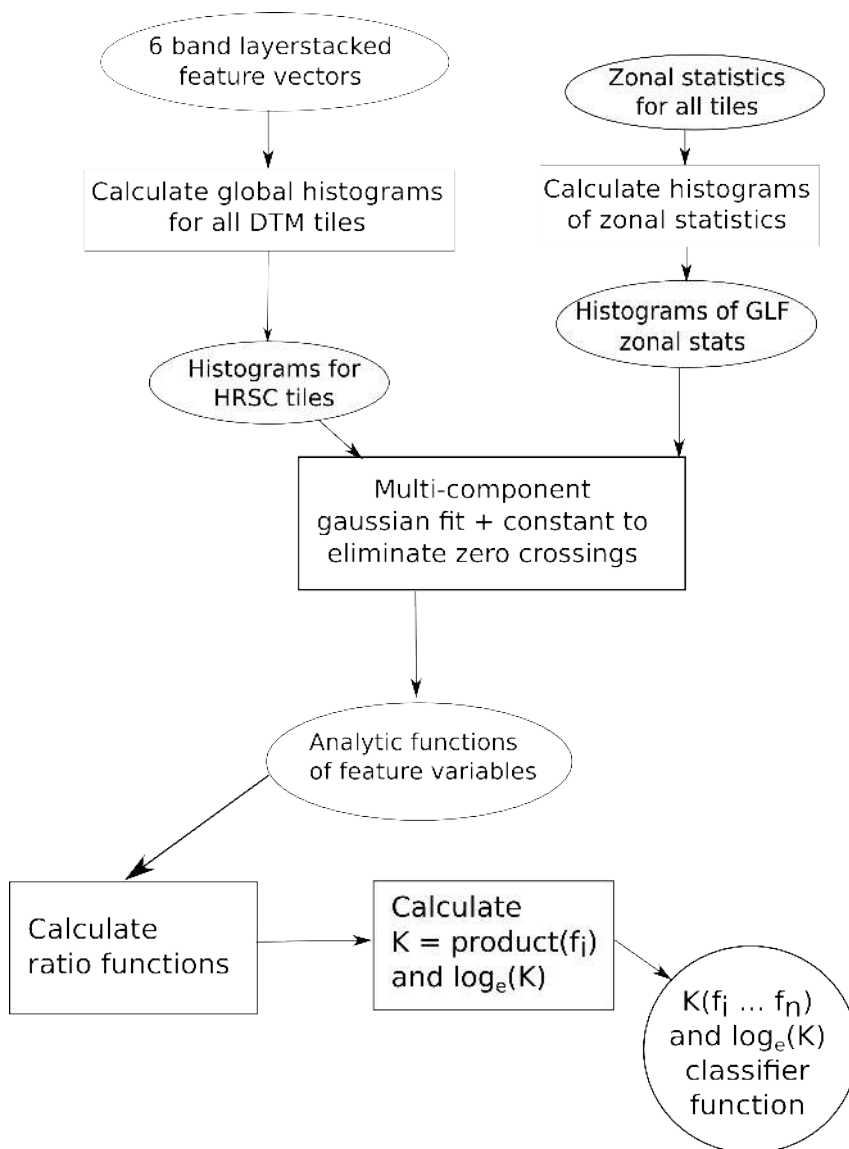 6 band layerstacked
feature vectors
Zonal statistics
for all tiles
Calculate global histograms
for all DTM tiles
Calculate histograms
of zonal statistics
Histograms of GLF
zonal stats
Histograms for
HRSC tiles
Multi-component
gaussian fit + constant to
eliminate zero crossings
Analytic functions
of feature variables
Calculate
ratio functions
Calculate
K = product(fᵢ)
and logₑ(K)
K(fᵢ ... fₙ)
and logₑ(K)
classifier
function